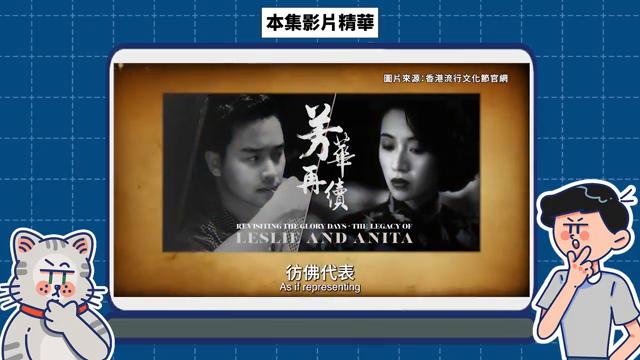 本集影片精華
圖片來源：香港流行文化節官網
芳華再續
REVISITING THE GLORY DAYS - THE LEGACY OF
LESLIE AND ANITA
彷彿代表
As if representing